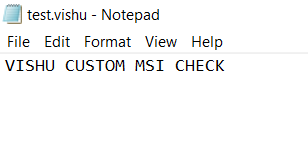 test.vishu - Notepad
File Edit Format View Help
VISHU CUSTOM MSI CHECK